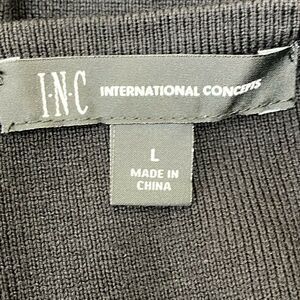 I·N·C INTERNATIONAL CONCEPTS
L
MADE IN
CHINA